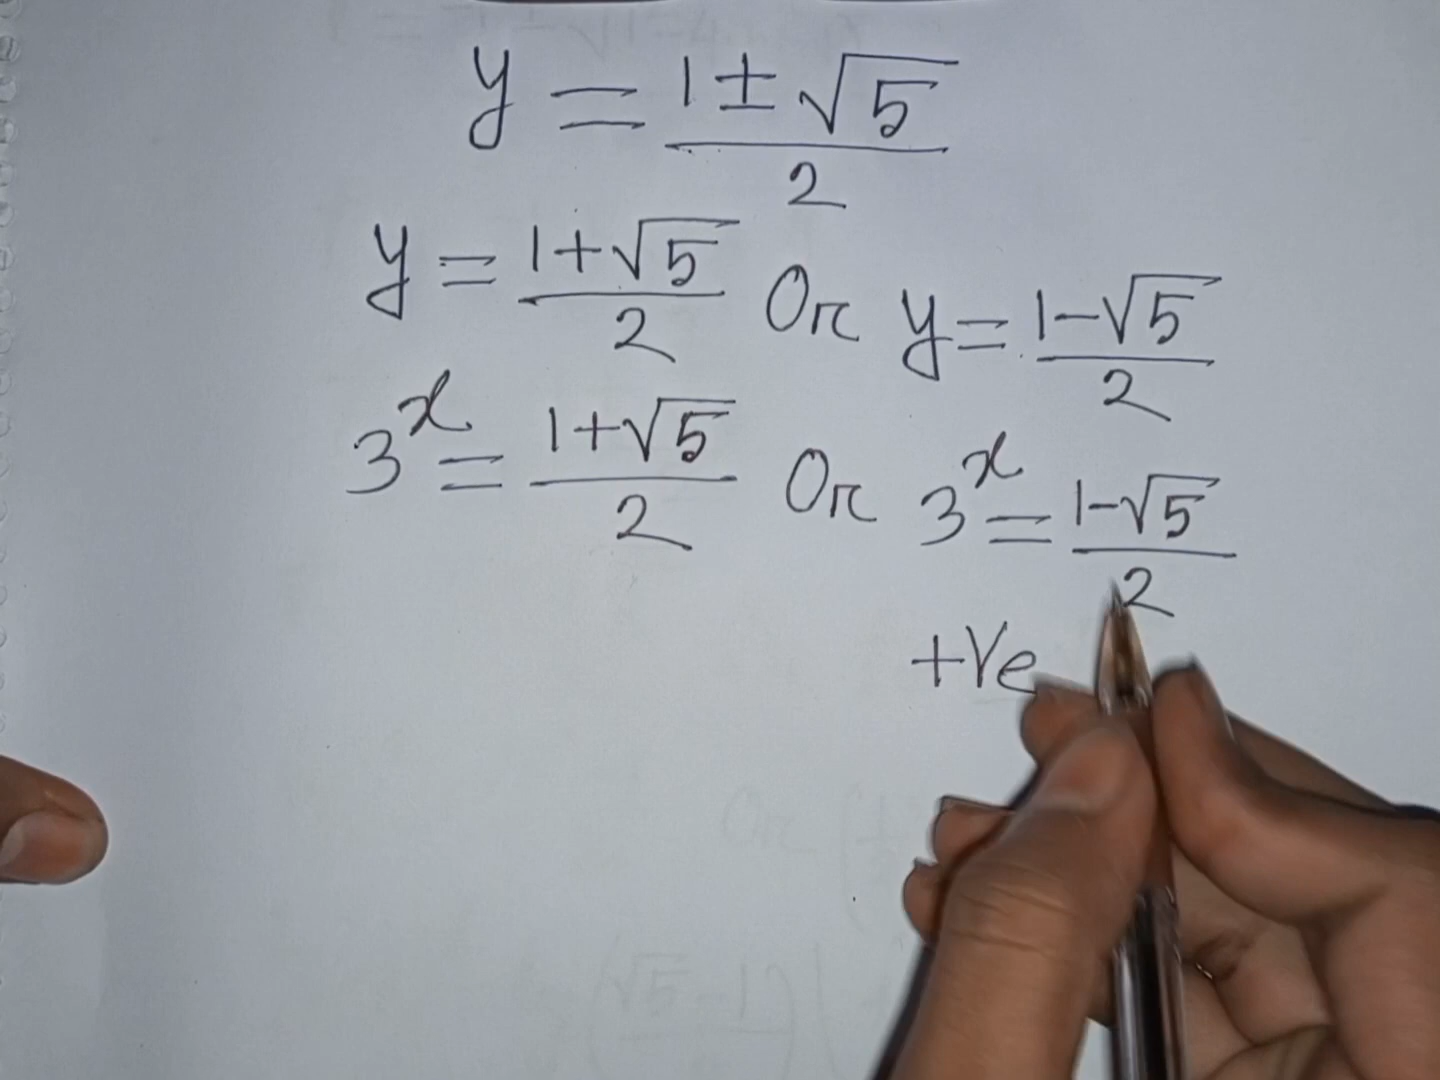 y = (1 ± √5)/2
y = (1+√5)/2 Or y = (1-√5)/2
3^x = (1+√5)/2 Or 3^x = (1-√5)/2
+Ve